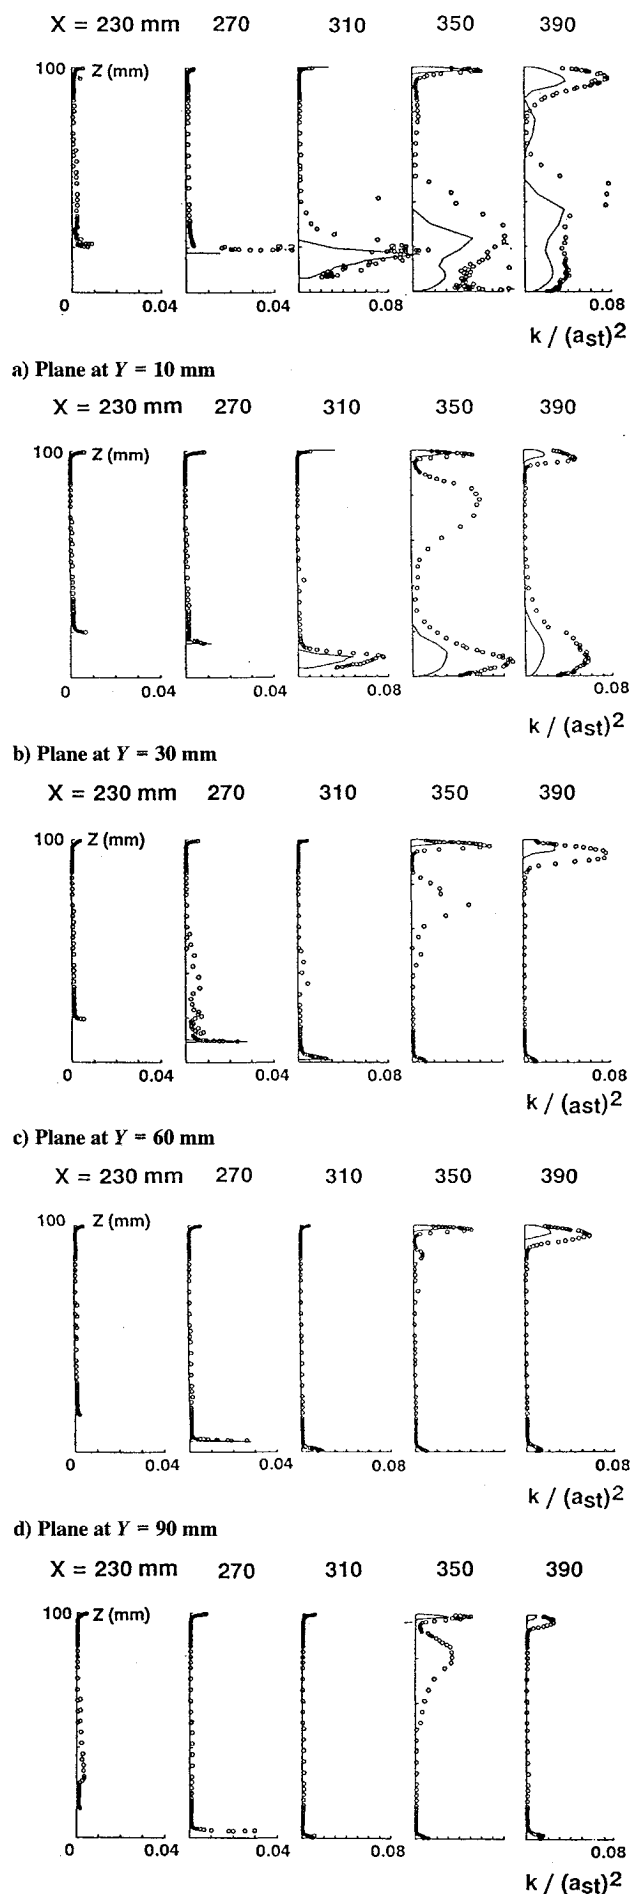 X = 230 mm 270 310 350 390
100 Z (mm)
0 0.04 0.04 0.08 0.08
k / (ast)2
a) Plane at Y = 10 mm
X = 230 mm 270 310 350 390
100 Z (mm)
0 0.04 0.04 0.08 0.08
k / (ast)2
b) Plane at Y = 30 mm
X = 230 mm 270 310 350 390
100 Z (mm)
0 0.04 0.04 0.08 0.08
k / (ast)2
c) Plane at Y = 60 mm
X = 230 mm 270 310 350 390
100 Z (mm)
0 0.04 0.04 0.08 0.08
k / (ast)2
d) Plane at Y = 90 mm
X = 230 mm 270 310 350 390
100 Z (mm)
0 0.04 0.04 0.08 0.08
k / (ast)2